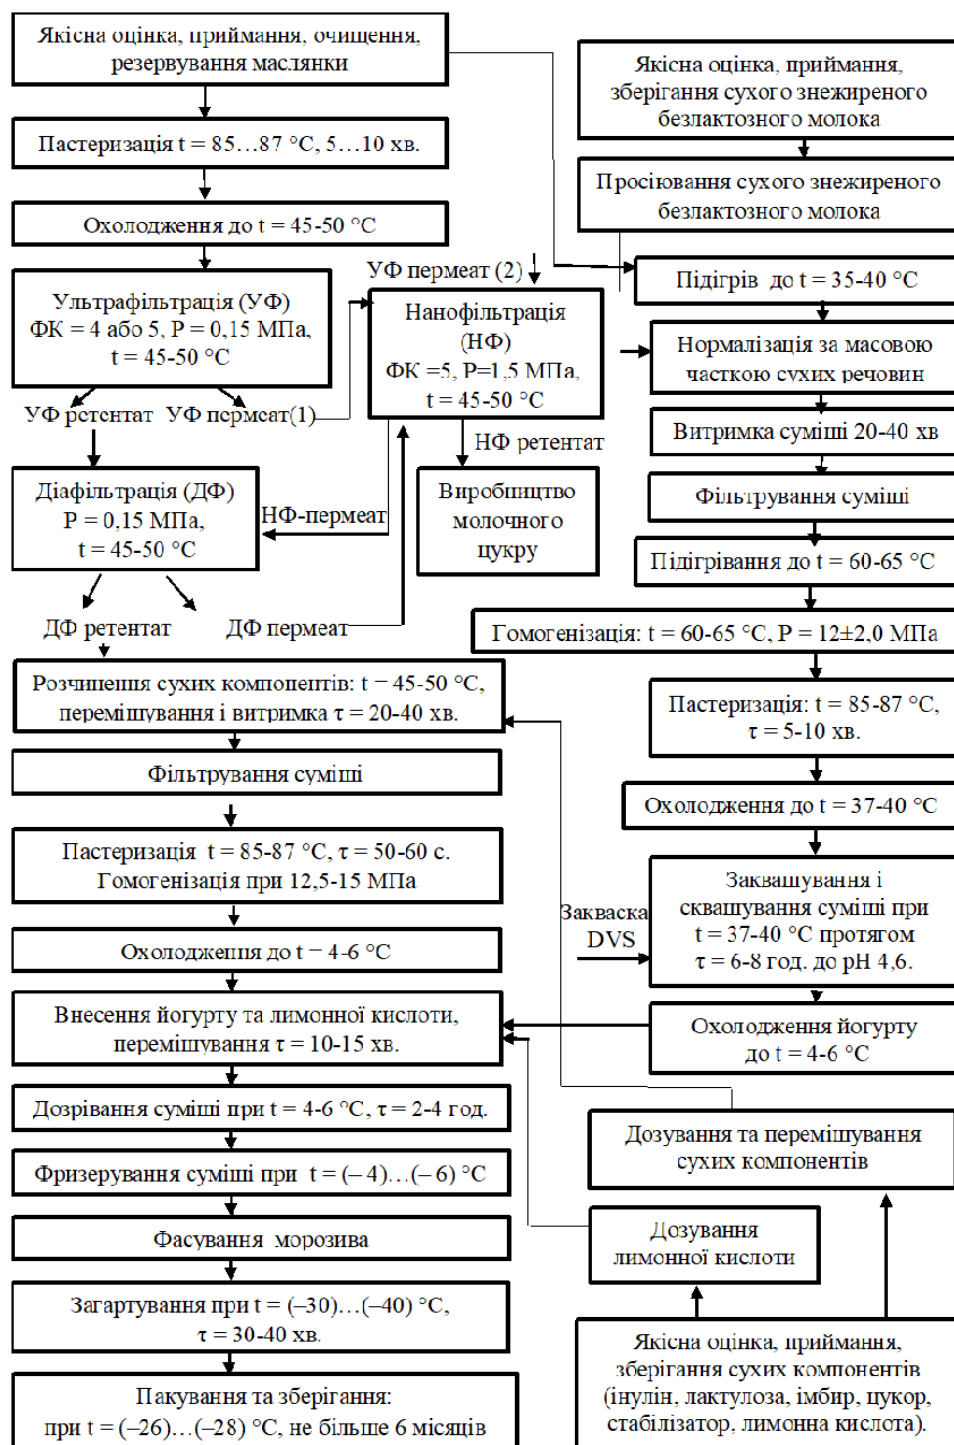 Якісна оцінка, приймання, очищення,
резервування маслянки
Пастеризація t = 85…87 °С, 5…10 хв.
Охолодження до t = 45-50 °С
Ультрафільтрація (УФ)
ФК = 4 або 5, Р = 0,15 МПа,
t = 45-50 °С
УФ ретентат
УФ пермеат(1)
УФ пермеат (2)
Нанофільтрація
(НФ)
ФК =5, Р=1,5 МПа,
t = 45-50 °С
НФ ретентат
Виробництво
молочного
цукру
НФ-пермеат
Діафільтрація (ДФ)
Р = 0,15 МПа,
t = 45-50 °С
ДФ ретентат
ДФ пермеат
Розчинення сухих компонентів: t = 45-50 °С,
перемішування і витримка τ = 20-40 хв.
Фільтрування суміші
Пастеризація t = 85-87 °С, τ = 50-60 с.
Гомогенізація при 12,5-15 МПа
Охолодження до t = 4-6 °С
Внесення йогурту та лимонної кислоти,
перемішування τ = 10-15 хв.
Дозрівання суміші при t = 4-6 °С, τ = 2-4 год.
Фризерування суміші при t = (– 4)…(– 6) °С
Фасування морозива
Загартування при t = (–30)…(–40) °С,
τ = 30-40 хв.
Пакування та зберігання:
при t = (–26)…(–28) °С, не більше 6 місяців
Якісна оцінка, приймання,
зберігання сухого знежиреного
безлактозного молока
Просіювання сухого знежиреного
безлактозного молока
Підігрів до t = 35-40 °С
Нормалізація за масовою
часткою сухих речовин
Витримка суміші 20-40 хв
Фільтрування суміші
Підігрівання до t = 60-65 °С
Гомогенізація: t = 60-65 °С, Р = 12±2,0 МПа
Пастеризація: t = 85-87 °С,
τ = 5-10 хв.
Охолодження до t = 37-40 °С
Закваска
DVS
Заквашування і
сквашування суміші при
t = 37-40 °С протягом
τ = 6-8 год. до рН 4,6.
Охолодження йогурту
до t = 4-6 °С
Дозування та перемішування
сухих компонентів
Дозування
лимонної кислоти
Якісна оцінка, приймання,
зберігання сухих компонентів
(інулін, лактулоза, імбир, цукор,
стабілізатор, лимонна кислота).